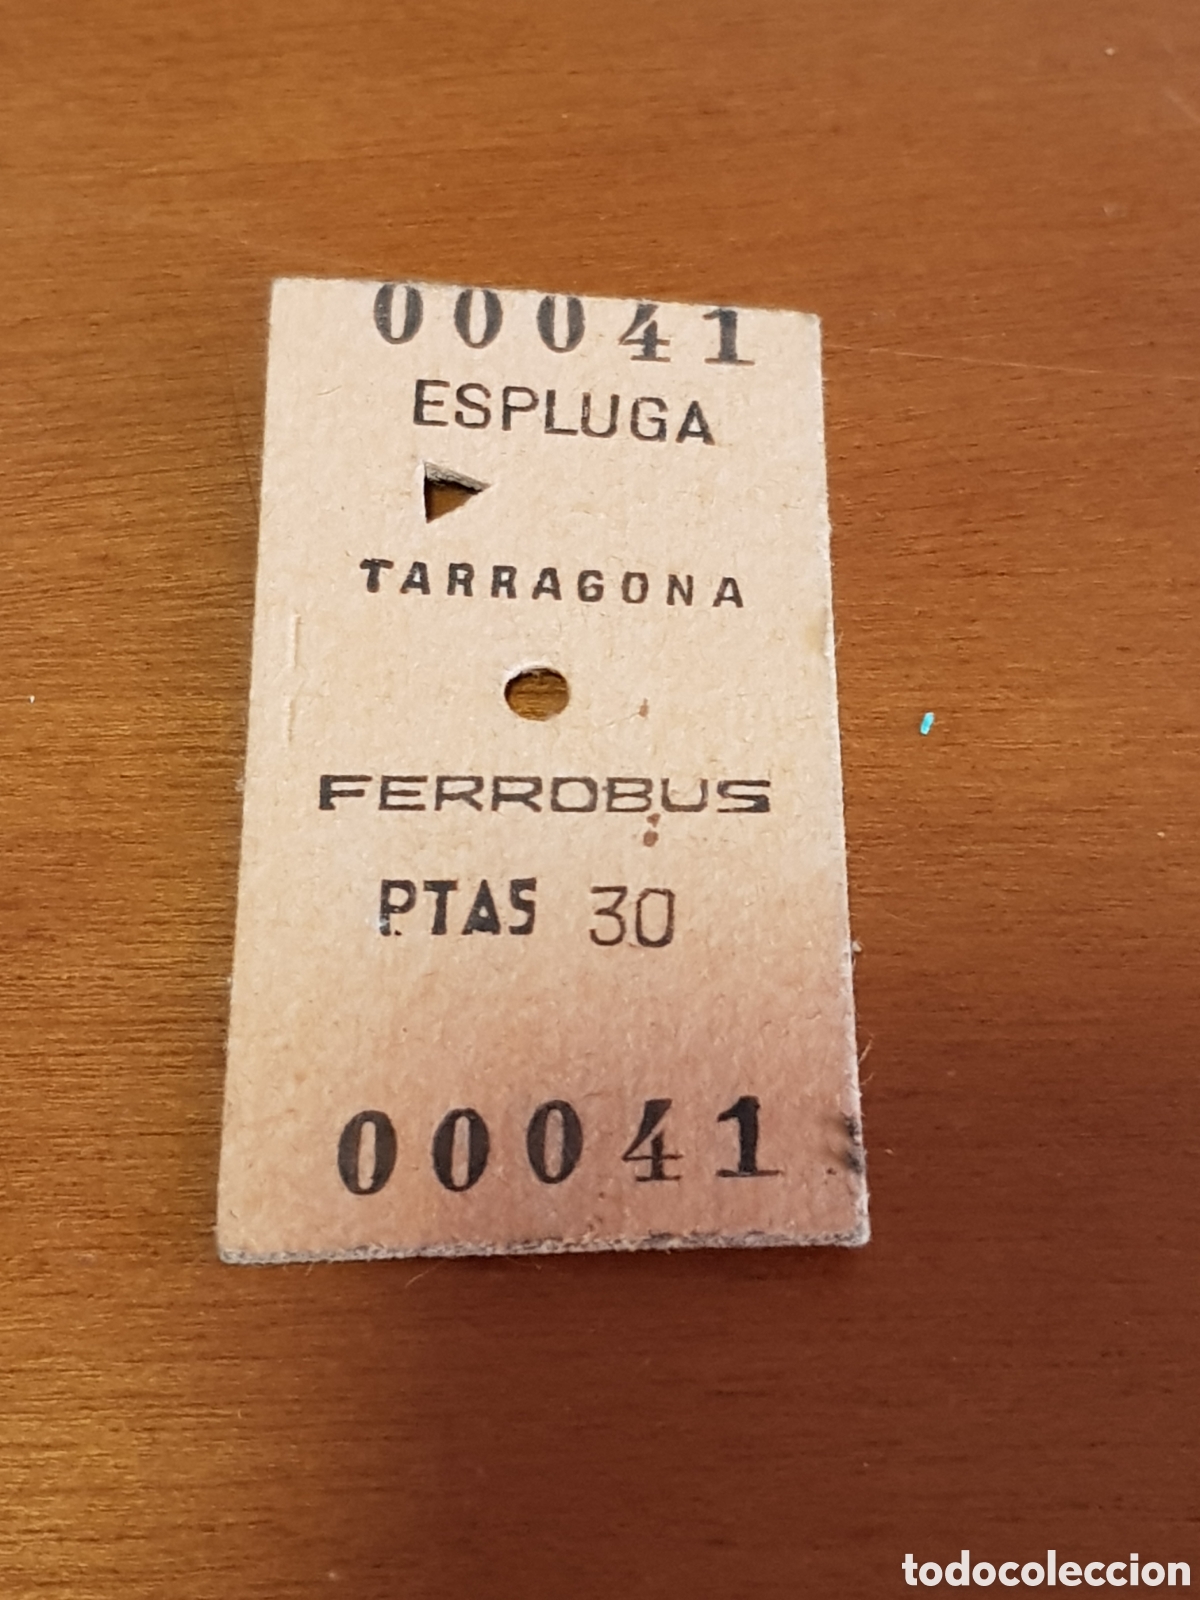 00041
ESPLUGA
TARRAGONA
FERROBUS
PTAS 30
00041
todocoleccion